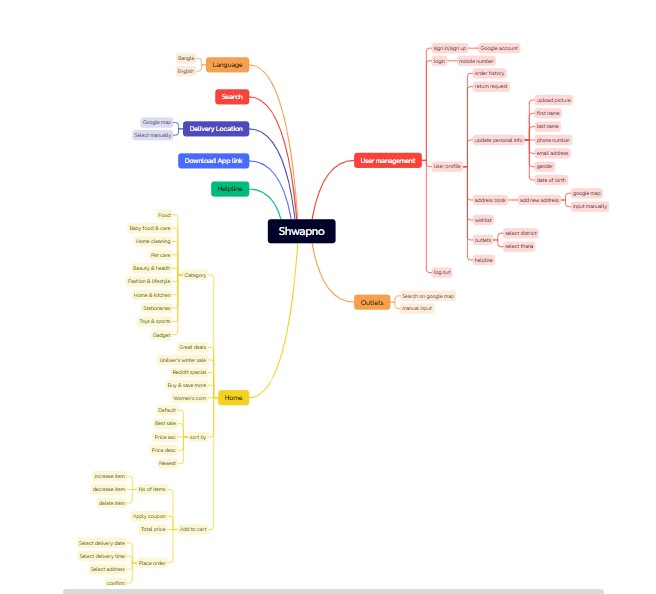 Shwapno
Language
Bangla
English
Search
Delivery Location
Google map
Select manually
Download App link
Helpline
Home
Category
Food
Baby food & care
Home cleaning
Pet care
Beauty & health
Fashion & lifestyle
Home & kitches
Stationaries
Toys & sports
Gadget
Great deals
Uniliver's winter sale
Reckitt special
Buy & save more
Women's corn
sort by
Default
Best sale
Price asc
Price desc
Newest
Add to cart
No of items
increase item
decrease item
delete item
Apply coupon
Total price
Place order
Select delivery date
Select delivery time
Select address
confirm
User management
sign in/sign up
Google account
login
mobile number
User profile
order history
return request
update personal info
upload picture
first name
last name
phone number
email address
gender
date of birth
address book
add new address
google map
input manually
wishlist
outlets
select district
select thana
helpline
log out
Outlets
Search on google map
manual input